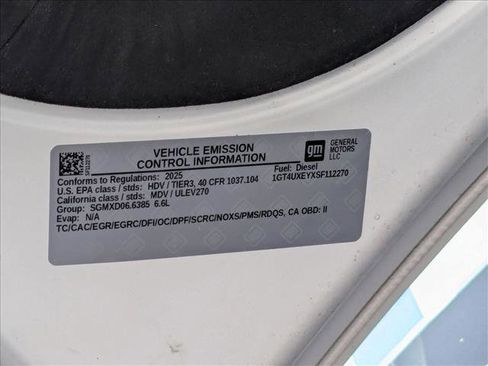 SF112270
VEHICLE EMISSION
CONTROL INFORMATION
gm
GENERAL
MOTORS
LLC
Conforms to Regulations: 2025
Fuel: Diesel
U.S. EPA class / stds: HDV / TIER3, 40 CFR 1037.104
1GT4UXEYXSF112270
California class / stds: MDV / ULEV270
Group: SGMXD06.6385 6.6L
Evap: N/A
TC/CAC/EGR/EGRC/DFI/OC/DPF/SCRC/NOXS/PMS/RDQS, CA OBD: II